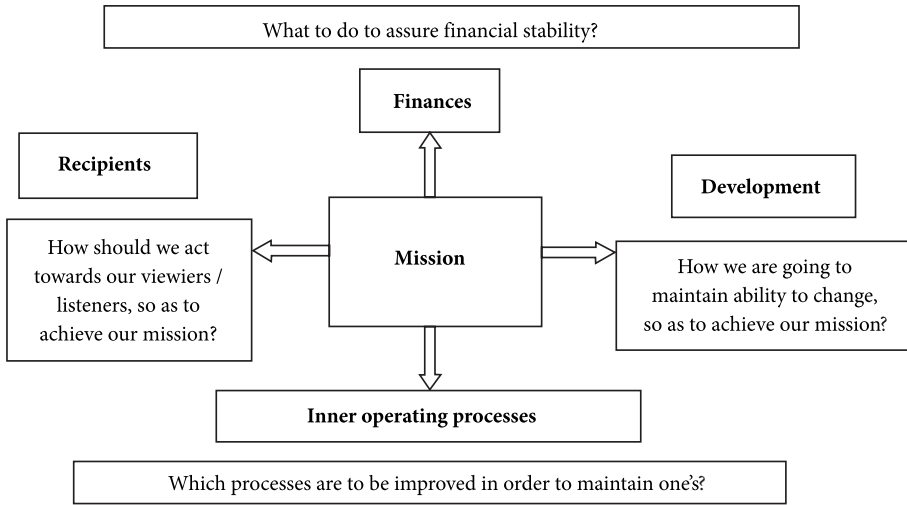 What to do to assure financial stability?
Finances
Recipients
How should we act
towards our viewiers /
listeners, so as to
achieve our mission?
Mission
Development
How we are going to
maintain ability to change,
so as to achieve our mission?
Inner operating processes
Which processes are to be improved in order to maintain one's?